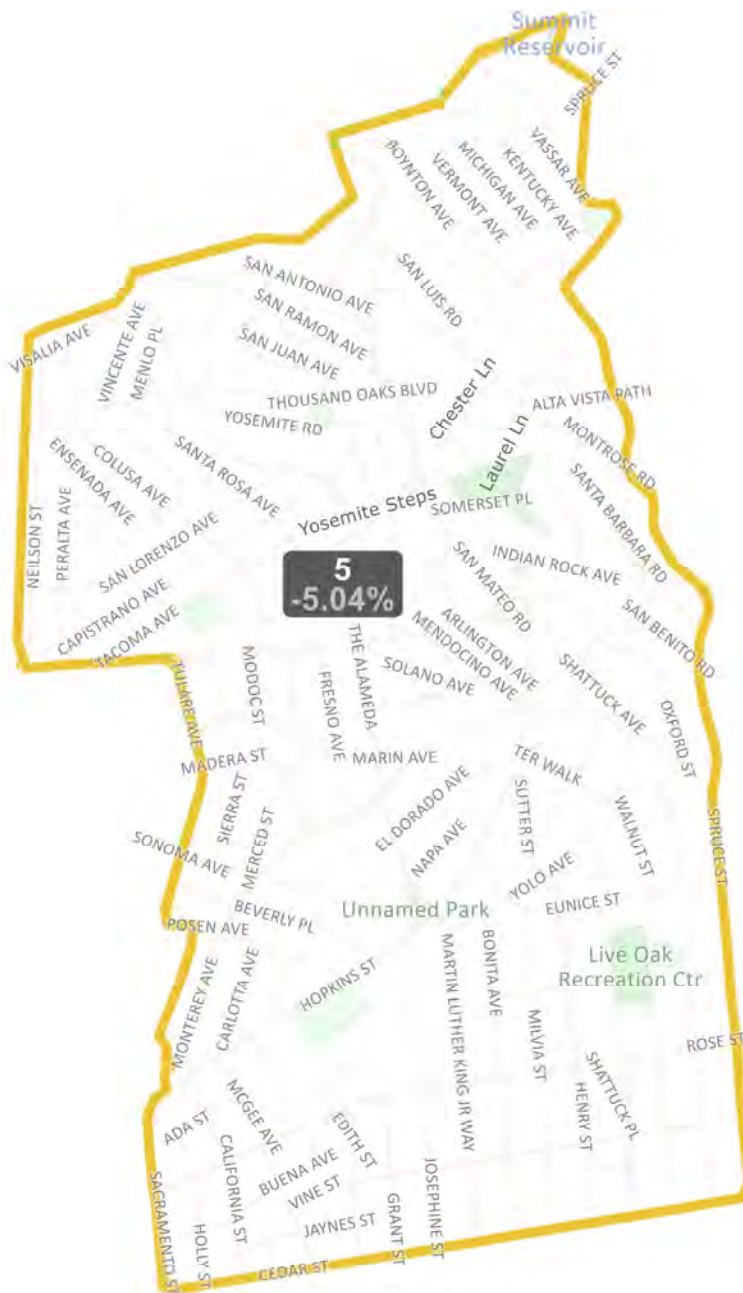 Summit
Reservoir
SPRUCE ST
VASSAR AVE
KENTUCKY AVE
MICHIGAN AVE
VERMONT AVE
BOYNTON AVE
SAN LUIS RD
SAN ANTONIO AVE
SAN RAMON AVE
SAN JUAN AVE
VISALIA AVE
VINCENTE AVE
MENLO PL
THOUSAND OAKS BLVD
YOSEMITE RD
Chester Ln
ALTA VISTA PATH
MONTROSE RD
Laurel Ln
SANTA BARBARA RD
COLUSA AVE
ENSENADA AVE
SANTA ROSA AVE
Yosemite Steps
SOMERSET PL
NEILSON ST
PERALTA AVE
SAN LORENZO AVE
INDIAN ROCK AVE
SAN MATEO RD
5
-5.04%
CAPISTRANO AVE
TACOMA AVE
SAN BENITO RD
ARLINGTON AVE
MENDOCINO AVE
THE ALAMEDA
SOLANO AVE
SHATTUCK AVE
TULARE AVE
MODOC ST
FRESNO AVE
OXFORD ST
MADERA ST
MARIN AVE
TER WALK
SIERRA ST
EL DORADO AVE
SUTTER ST
WALNUT ST
SPRUCE ST
SONOMA AVE
MERCED ST
NAPA AVE
YOLO AVE
EUNICE ST
BEVERLY PL
Unnamed Park
POSEN AVE
Live Oak
Recreation Ctr
BONITA AVE
MARTIN LUTHER KING JR WAY
HOPKINS ST
MONTEREY AVE
CARLOTTA AVE
MILVIA ST
ROSE ST
SHATTUCK PL
HENRY ST
ADA ST
MCGEE AVE
EDITH ST
CALIFORNIA ST
BUENA AVE
VINE ST
JOSEPHINE ST
SACRAMENTO ST
HOLLY ST
JAYNES ST
GRANT ST
CEDAR ST